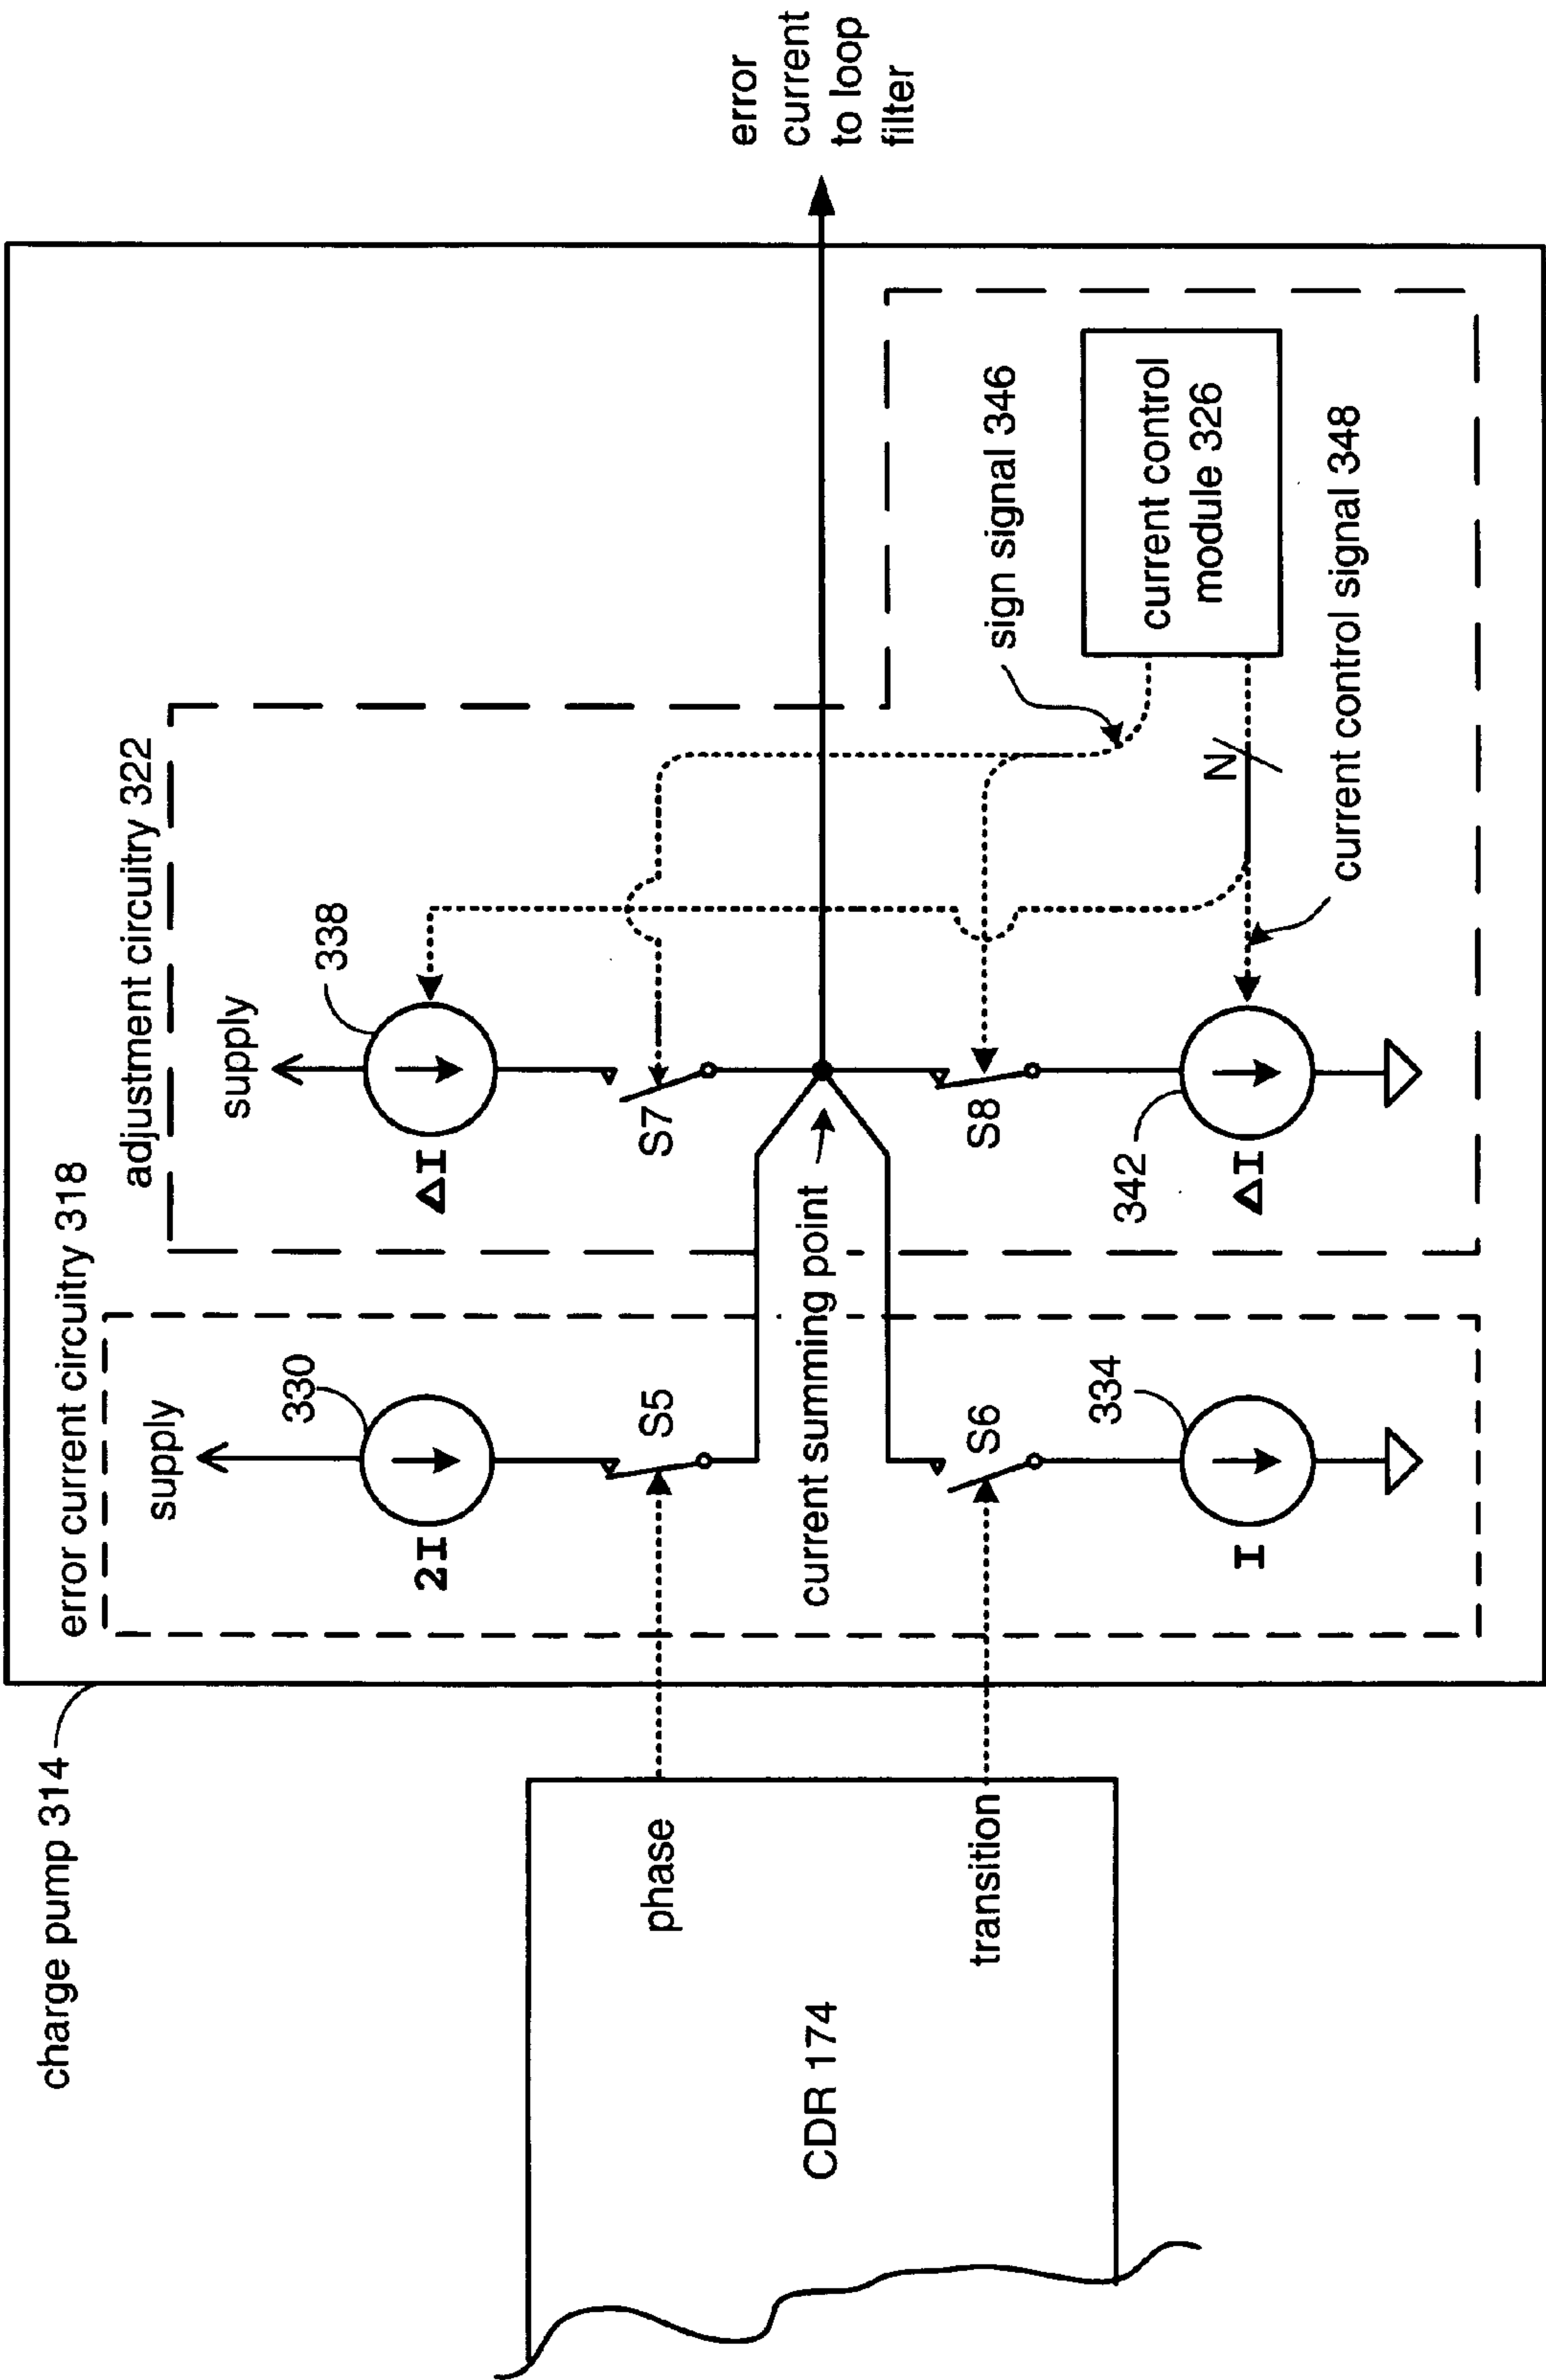 charge pump 314
error current circuitry 318
adjustment circuitry 322
supply
330
2I
S5
supply
338
ΔI
S7
error
current
to loop
filter
phase
CDR 174
transition
current summing point
S6
334
I
S8
342
ΔI
sign signal 346
current control
module 326
N
current control signal 348